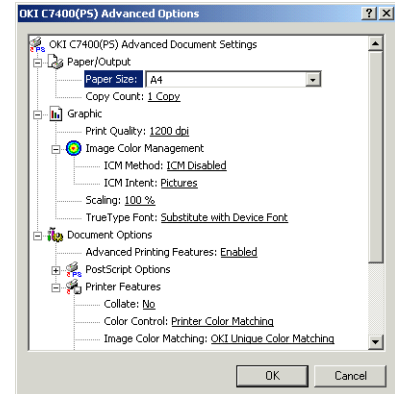 OKI C7400(PS) Advanced Options
OKI C7400(PS) Advanced Document Settings
Paper/Output
Paper Size: A4
Copy Count: 1 Copy
Graphic
Print Quality: 1200 dpi
Image Color Management
ICM Method: ICM Disabled
ICM Intent: Pictures
Scaling: 100 %
TrueType Font: Substitute with Device Font
Document Options
Advanced Printing Features: Enabled
PostScript Options
Printer Features
Collate: No
Color Control: Printer Color Matching
Image Color Matching: OKI Unique Color Matching
OK Cancel